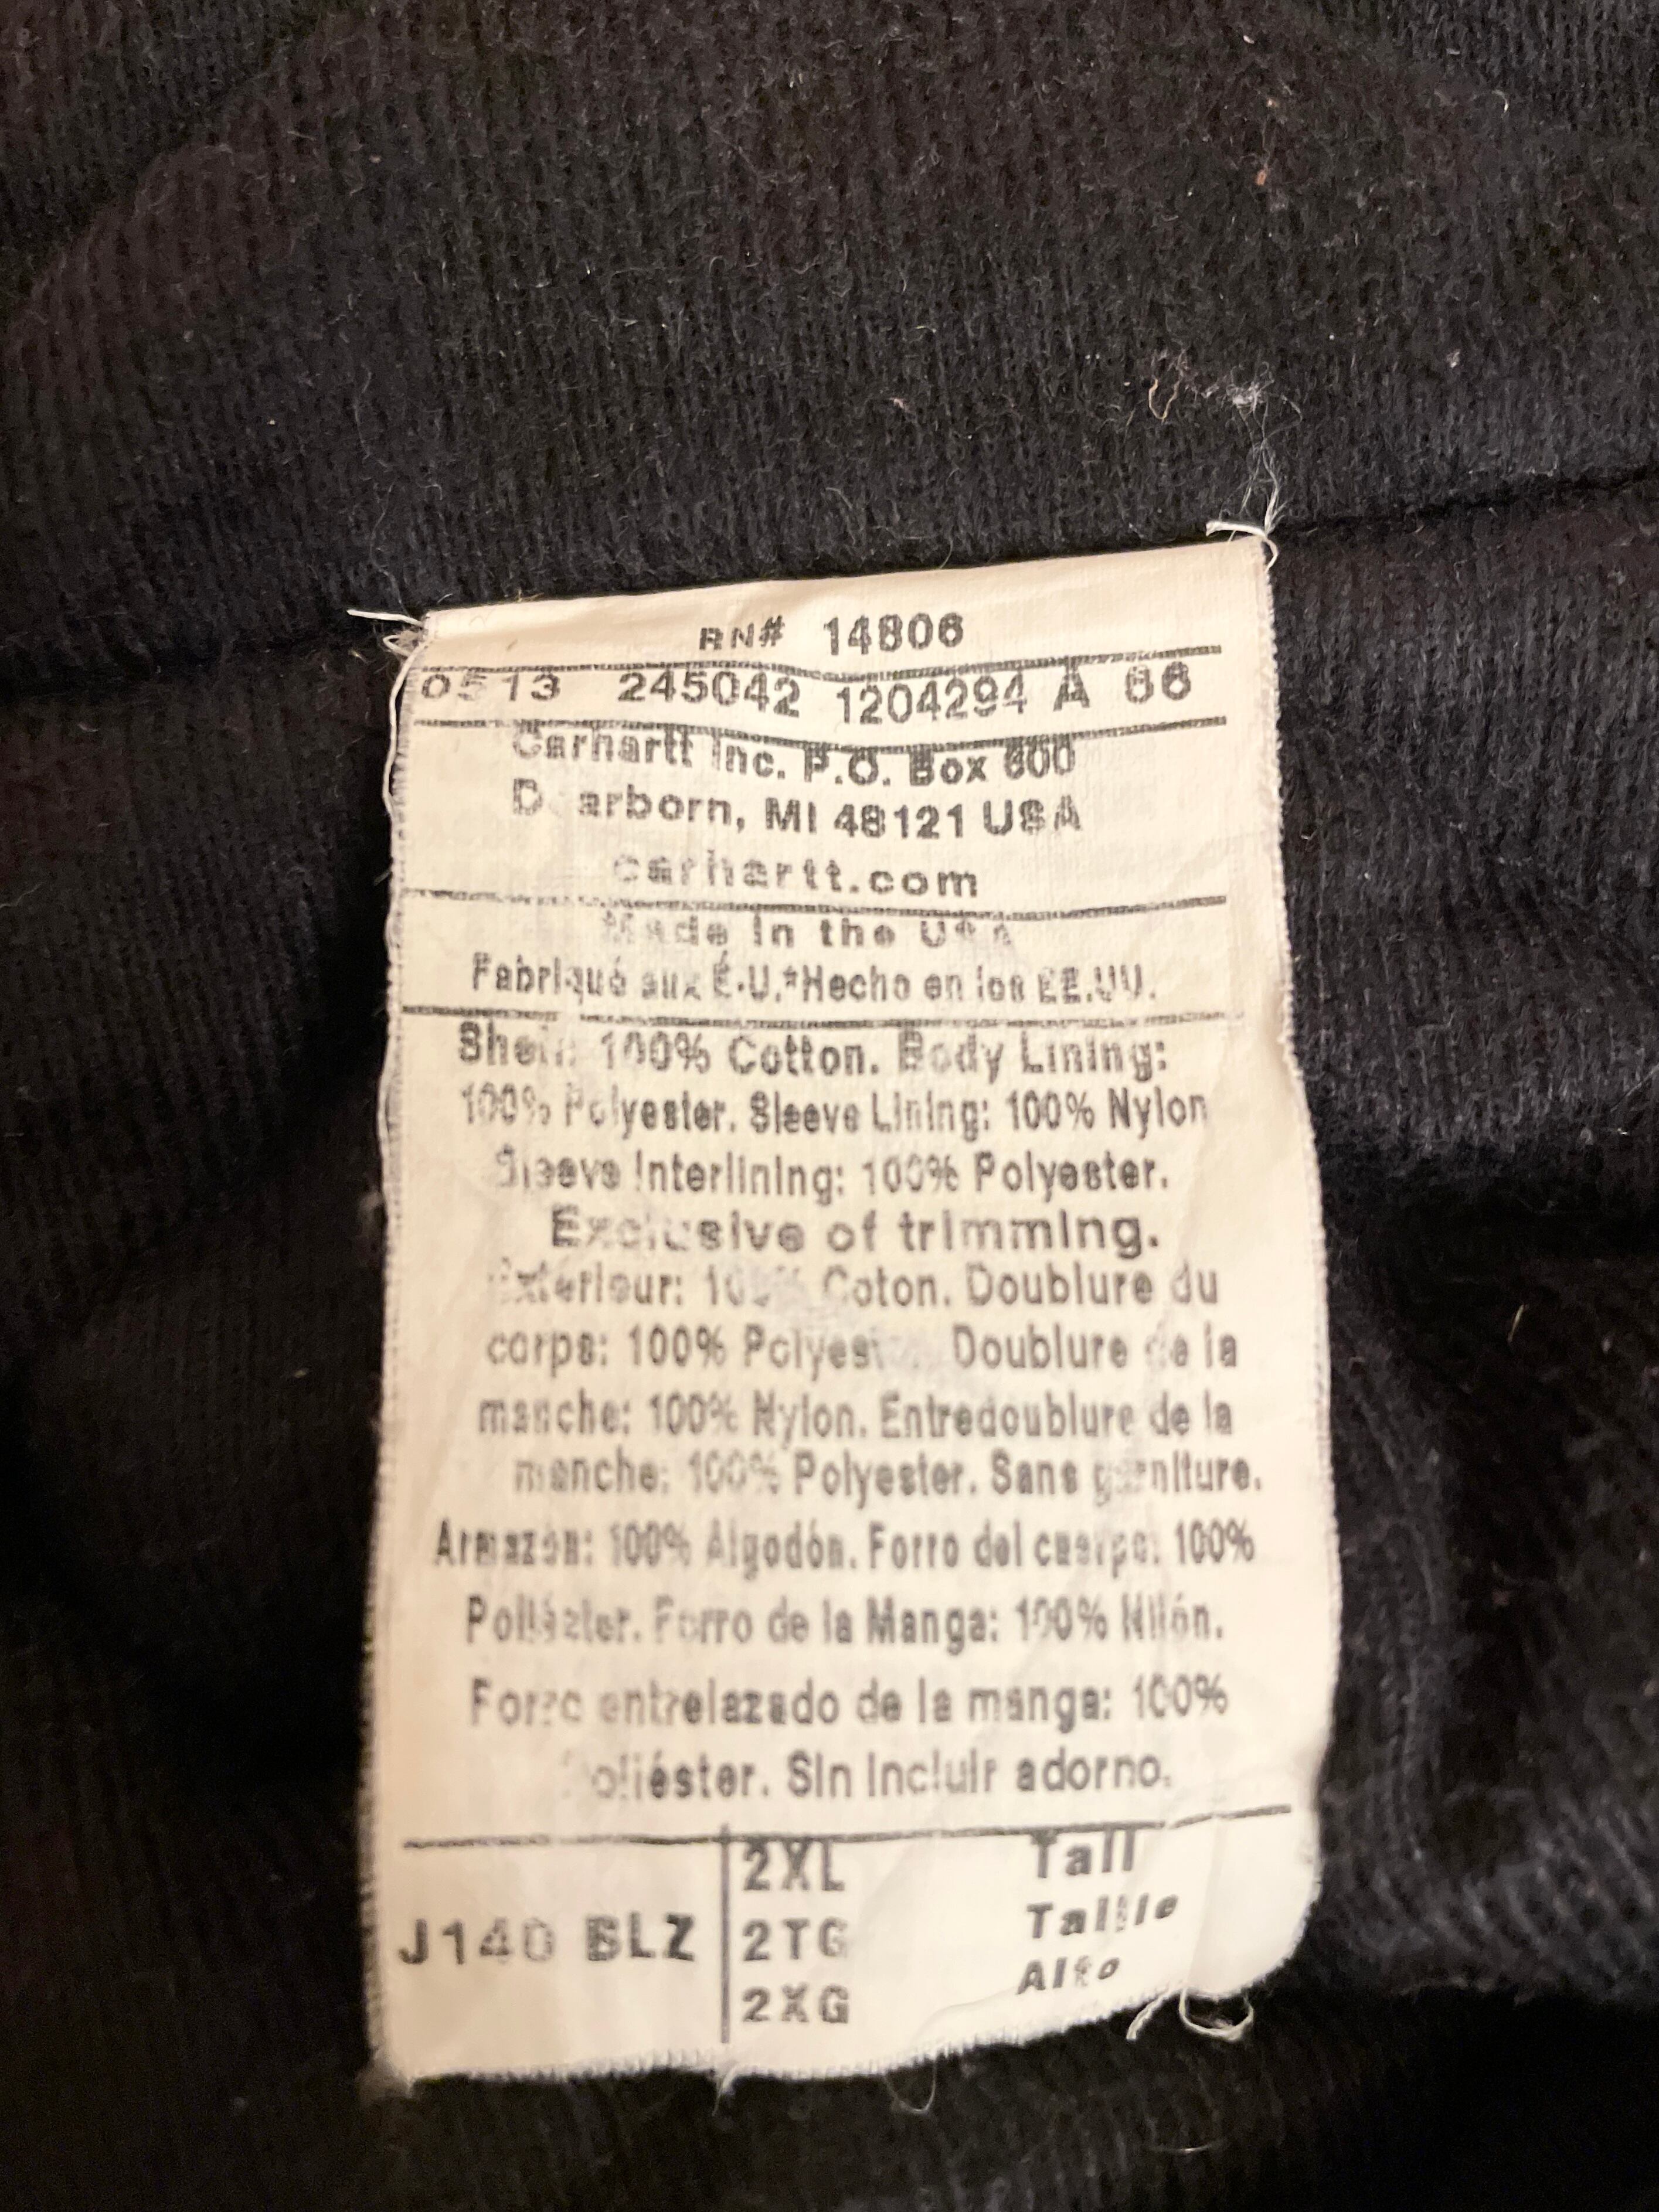 RN# 14806
0513 245042 1204294 A 66
Carhartt Inc. P.O. Box 600
Dearborn, MI 48121 USA
carhartt.com
Made in the USA
Fabriqué aux É.-U.*Hecho en los EE.UU.
Shell: 100% Cotton. Body Lining:
100% Polyester. Sleeve Lining: 100% Nylon
Sleeve Interlining: 100% Polyester.
Exclusive of trimming.
Extérieur: 100% Coton. Doublure du
corps: 100% Polyester. Doublure de la
manche: 100% Nylon. Entredoublure de la
manche: 100% Polyester. Sans garniture.
Armazón: 100% Algodón. Forro del cuerpo: 100%
Poliéster. Forro de la Manga: 100% Nilón.
Forro entrelazado de la manga: 100%
Poliéster. Sin incluir adorno.
J140 BLZ
2XL Tall
2TG Taille
2XG Alto